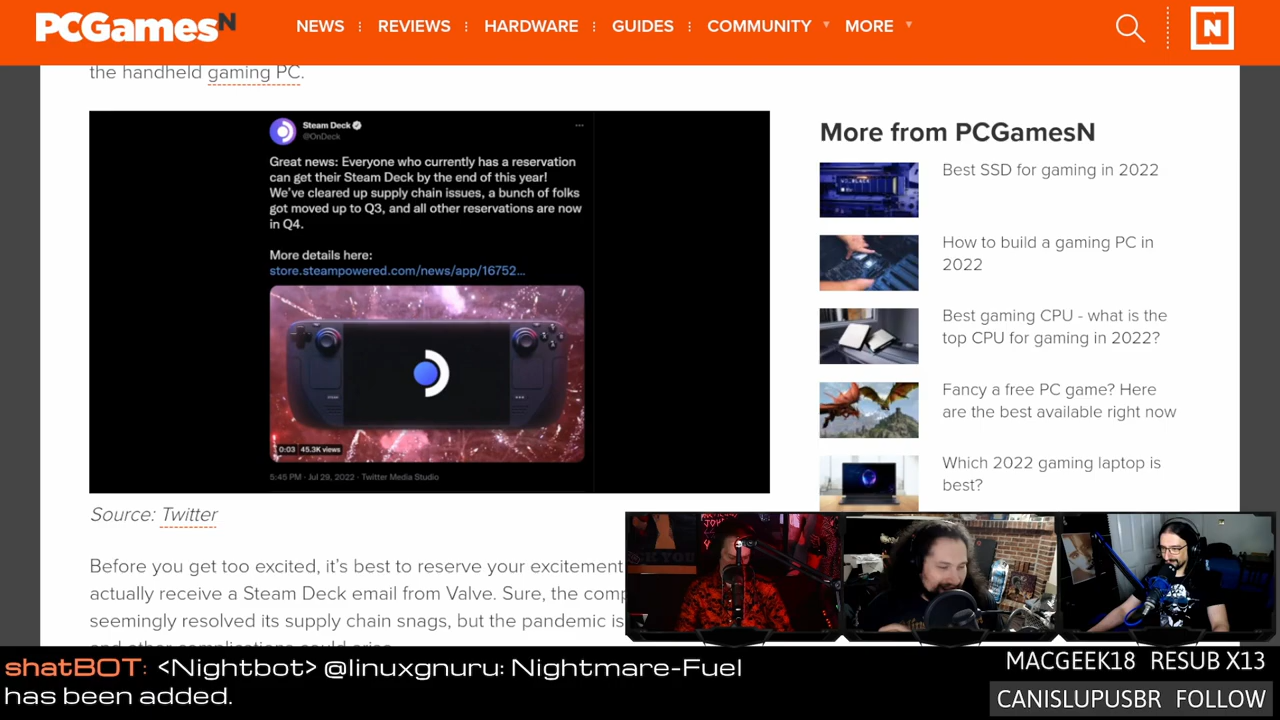 PCGamesN
NEWS
REVIEWS
HARDWARE
GUIDES
COMMUNITY
MORE
N
the handheld gaming PC.
Steam Deck
@OnDeck
Great news: Everyone who currently has a reservation
can get their Steam Deck by the end of this year!
We've cleared up supply chain issues, a bunch of folks
got moved up to Q3, and all other reservations are now
in Q4.
More details here:
store.steampowered.com/news/app/16752...
0:03 45.3K views
5:45 PM · Jul 29, 2022 · Twitter Media Studio
Source: Twitter
Before you get too excited, it's best to reserve your excitement
actually receive a Steam Deck email from Valve. Sure, the comp
seemingly resolved its supply chain snags, but the pandemic is
More from PCGamesN
Best SSD for gaming in 2022
How to build a gaming PC in
2022
Best gaming CPU - what is the
top CPU for gaming in 2022?
Fancy a free PC game? Here
are the best available right now
Which 2022 gaming laptop is
best?
shatBOT: <Nightbot> @linuxgnuru: Nightmare-Fuel
has been added.
MACGEEK18 RESUB X13
CANISLUPUSBR FOLLOW